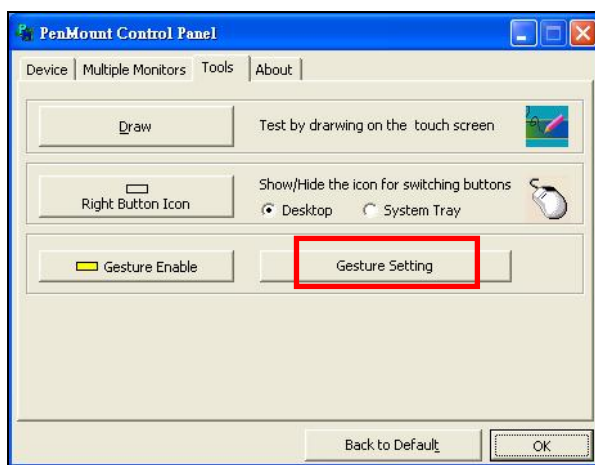 PenMount Control Panel
Device Multiple Monitors Tools About
Draw Test by drarwing on the touch screen
Show/Hide the icon for switching buttons
Right Button Icon Desktop System Tray
Gesture Enable Gesture Setting
Back to Default OK